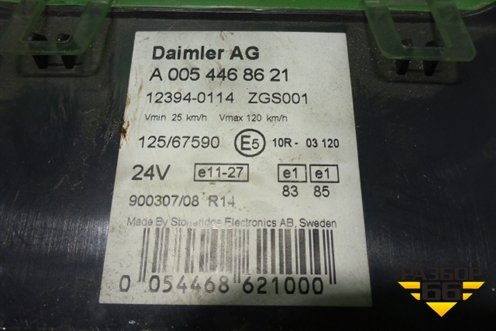 Daimler AG
A 005 446 86 21
12394-0114 ZGS001
Vmin 25 km/h Vmax 120 km/h
125/67590 E5 10R - 03 120
24V e11-27 e1 e1
83 85
900307/08 R14
Made By Stoneridge Electronics AB, Sweden
0 054468 621000
РАЗБОР
66